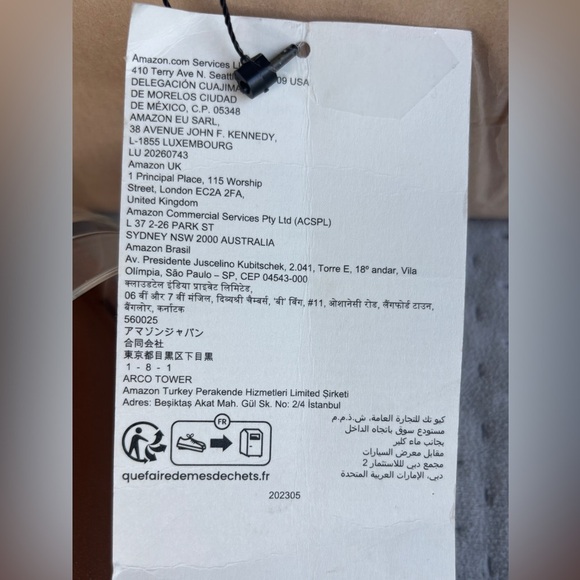 Amazon.com Services L
410 Terry Ave N. Seatt 09 USA
DELEGACIÓN CUAJIMA
DE MORELOS CIUDAD
DE MÉXICO, C.P. 05348
AMAZON EU SARL,
38 AVENUE JOHN F. KENNEDY,
L-1855 LUXEMBOURG
LU 20260743
Amazon UK
1 Principal Place, 115 Worship
Street, London EC2A 2FA,
United Kingdom
Amazon Commercial Services Pty Ltd (ACSPL)
L 37 2-26 PARK ST
SYDNEY NSW 2000 AUSTRALIA
Amazon Brasil
Av. Presidente Juscelino Kubitschek, 2.041, Torre E, 18º andar, Vila
Olímpia, São Paulo – SP, CEP 04543-000
क्लाउडटेल इंडिया प्राइवेट लिमिटेड,
06 वीं और 7 वीं मंजिल, दिव्यश्री चैम्बर्स, 'बी' विंग, #11, ओशानेसी रोड, लैंगफोर्ड टाउन,
बैंगलोर, कर्नाटक
560025
アマゾンジャパン
合同会社
東京都目黒区下目黒
1 - 8 - 1
ARCO TOWER
Amazon Turkey Perakende Hizmetleri Limited Şirketi
Adres: Beşiktaş Akat Mah. Gül Sk. No: 2/4 İstanbul
كيو تك للتجارة العامة، ش.ذ.م.م
مستودع سوق باتجاه الداخل
بجانب ماء كلير
مقابل معرض السيارات
مجمع دبي لللاستثمار 2
دبي، الإمارات العربية المتحدة
FR
quefairedemesdechets.fr
202305